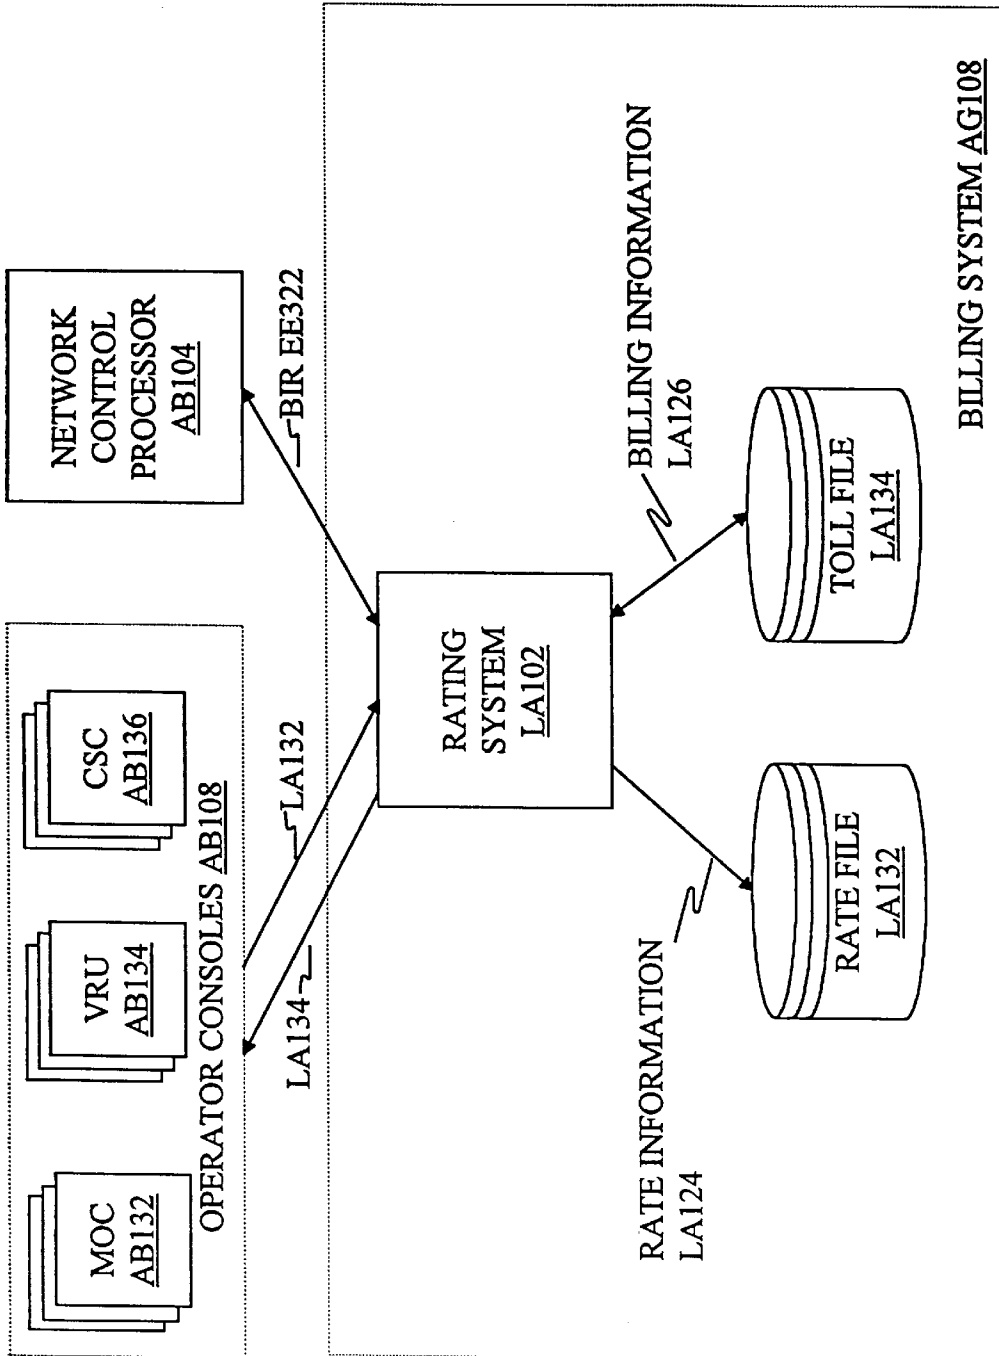 MOC
AB132
VRU
AB134
CSC
AB136
OPERATOR CONSOLES AB108
NETWORK
CONTROL
PROCESSOR
AB104
LA134
LA132
BIR EE322
RATING
SYSTEM
LA102
RATE INFORMATION
LA124
BILLING INFORMATION
LA126
RATE FILE
LA132
TOLL FILE
LA134
BILLING SYSTEM AG108